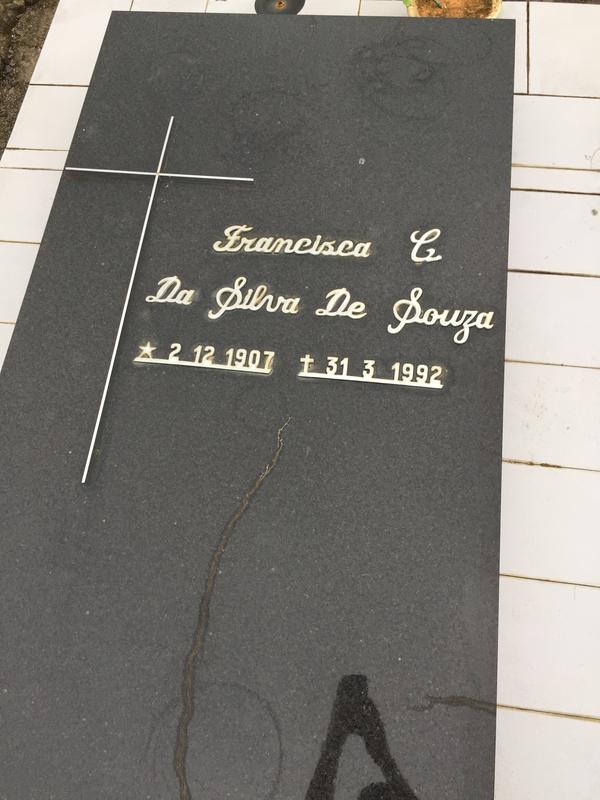 Francisca C
Da Silva De Souza
★ 2 12 1907 ✝ 31 3 1992